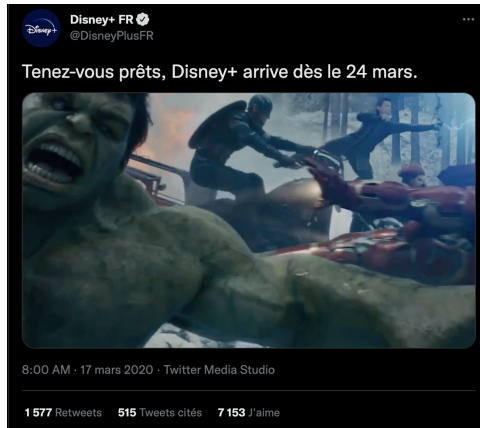 Disney+
Disney+ FR
@DisneyPlusFR
Tenez-vous prêts, Disney+ arrive dès le 24 mars.
8:00 AM · 17 mars 2020 · Twitter Media Studio
1 577 Retweets 515 Tweets cités 7 153 J'aime